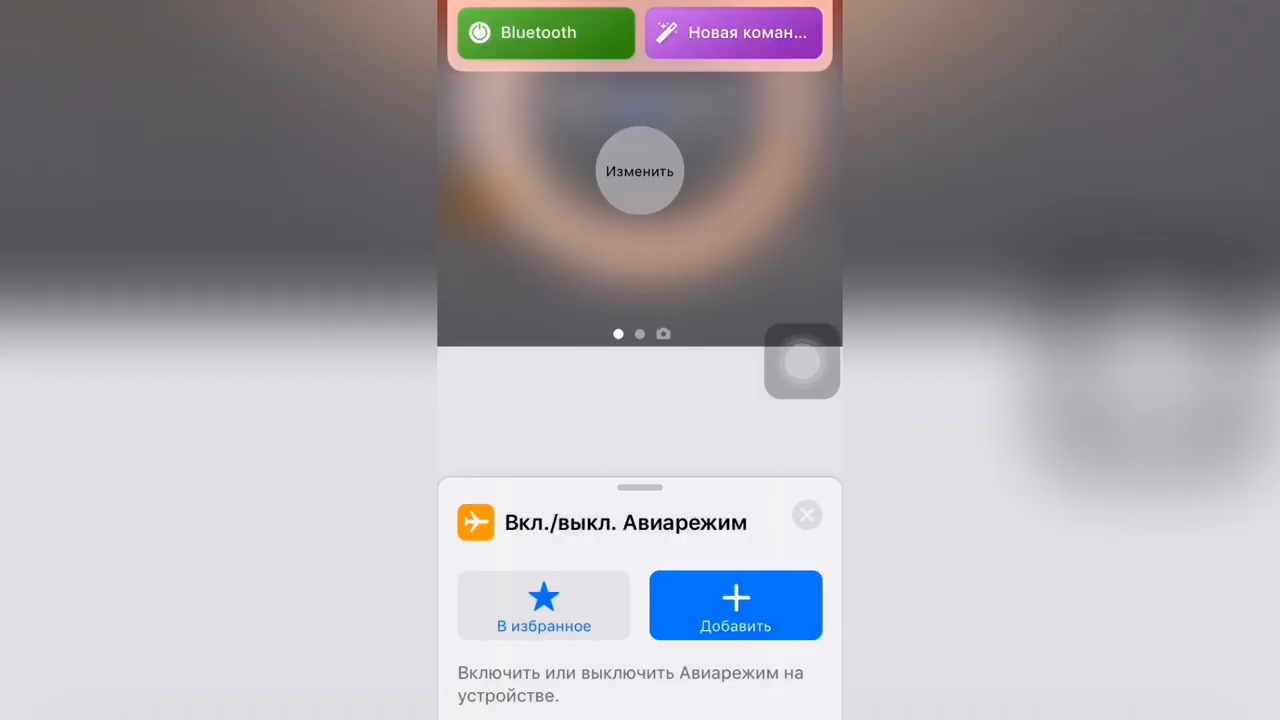 Bluetooth
Новая коман...
Изменить
Вкл./выкл. Авиарежим
В избранное
Добавить
Включить или выключить Авиарежим на
устройстве.